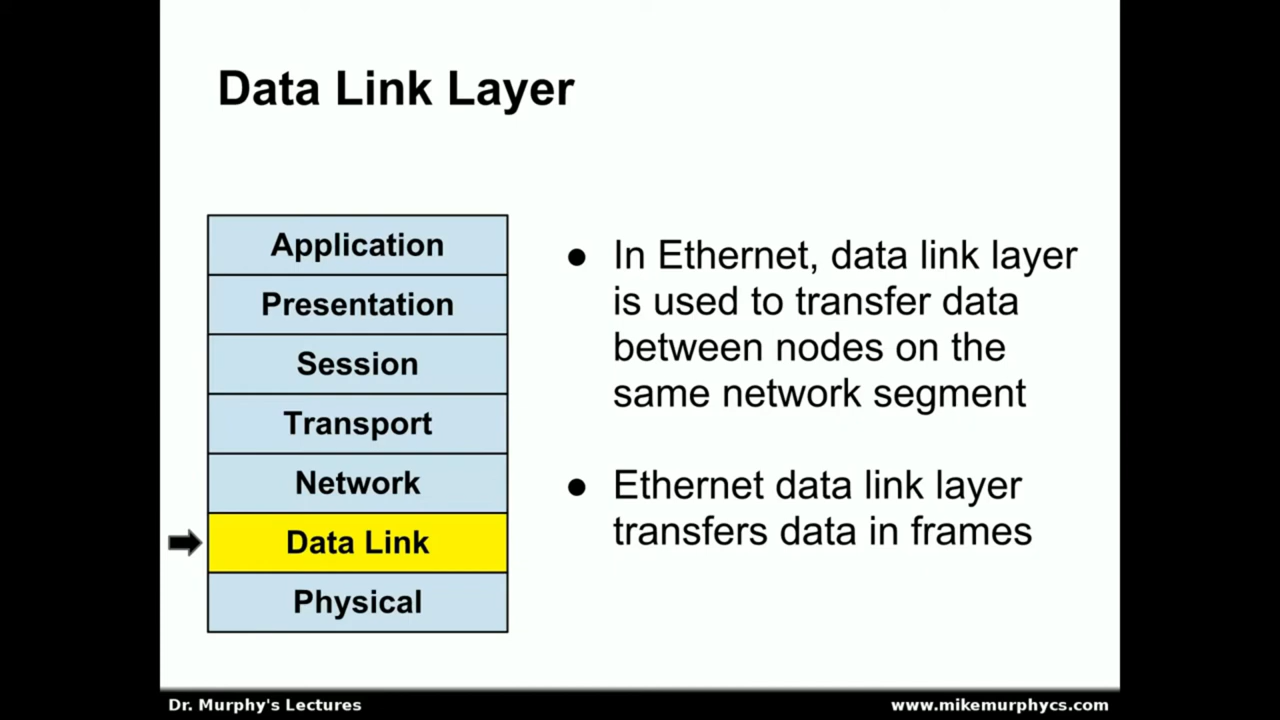 Data Link Layer
Application
Presentation
Session
Transport
Network
Data Link
Physical
● In Ethernet, data link layer
is used to transfer data
between nodes on the
same network segment
● Ethernet data link layer
transfers data in frames
Dr. Murphy's Lectures
www.mikemurphycs.com